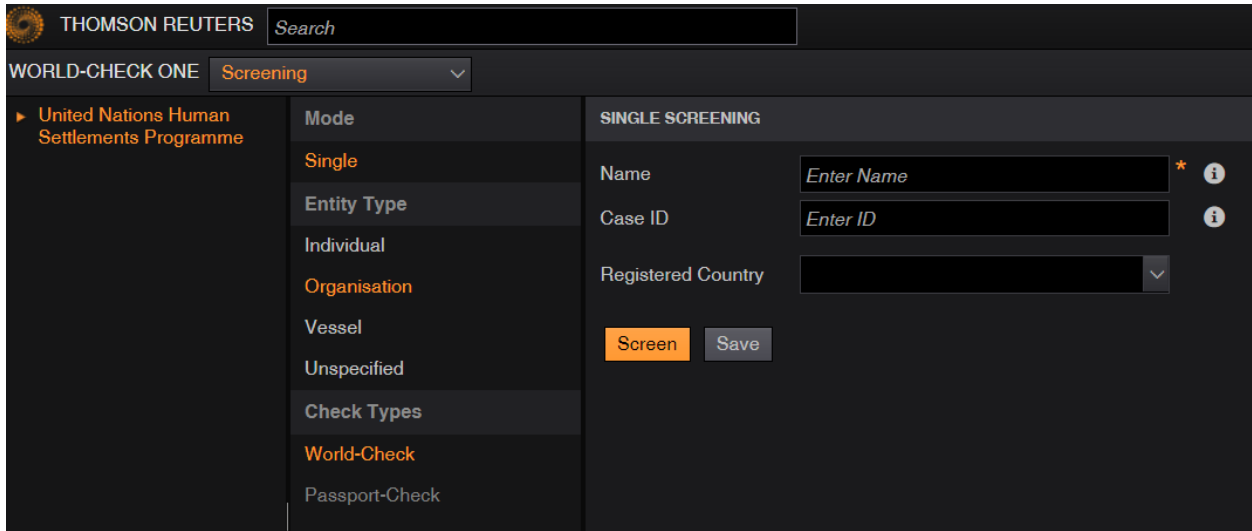 THOMSON REUTERS
Search
WORLD-CHECK ONE
Screening
United Nations Human
Settlements Programme
Mode
Single
Entity Type
Individual
Organisation
Vessel
Unspecified
Check Types
World-Check
Passport-Check
SINGLE SCREENING
Name
Enter Name
*
Case ID
Enter ID
Registered Country
Screen
Save